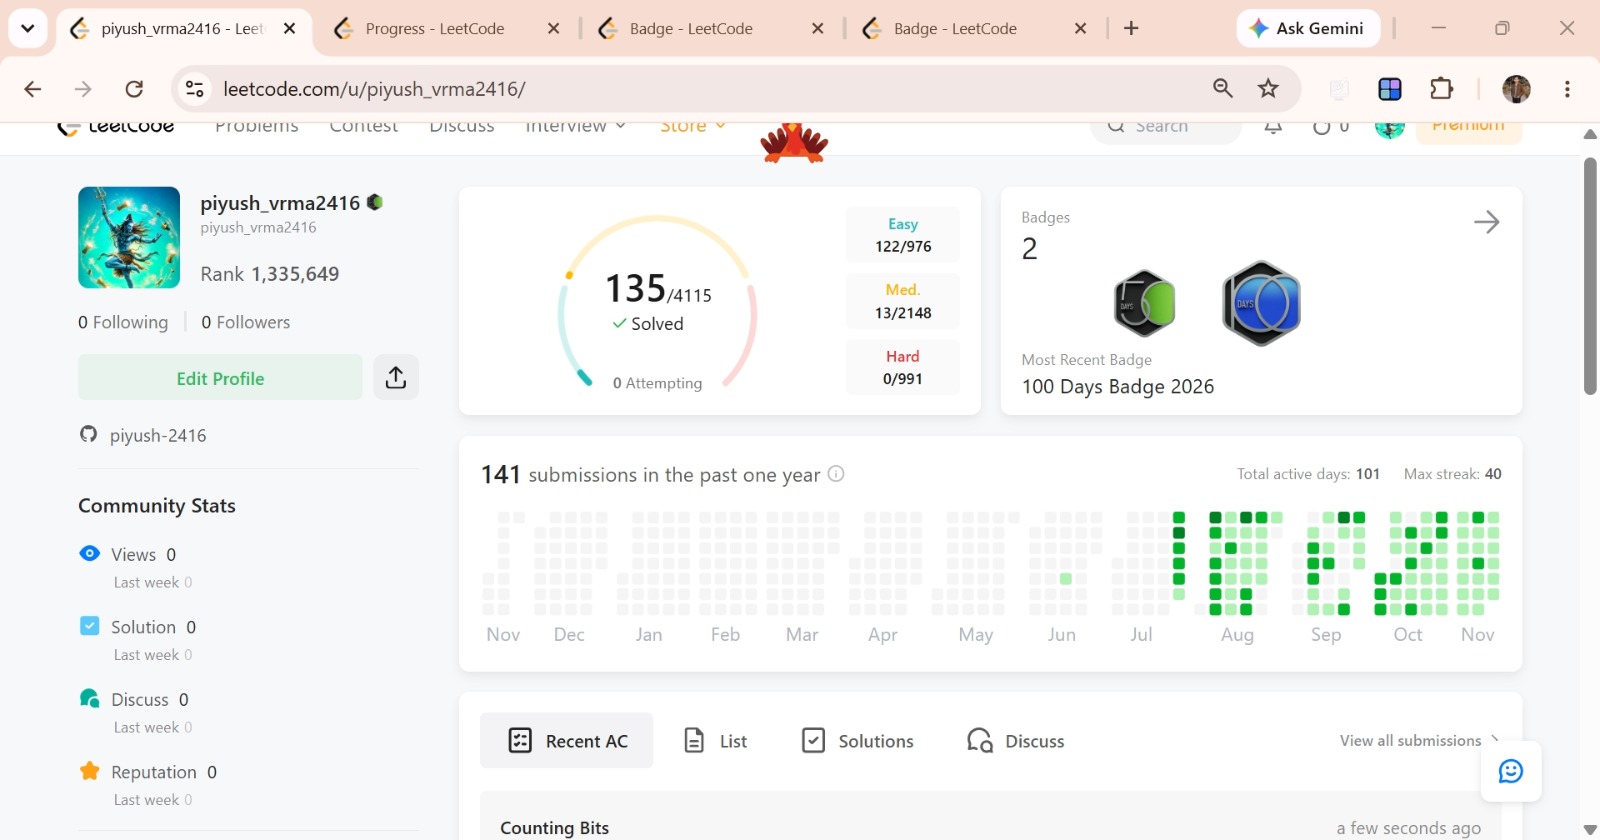 piyush_vrma2416 - Leet
Progress - LeetCode
Badge - LeetCode
Badge - LeetCode
Ask Gemini
leetcode.com/u/piyush_vrma2416/
LeetCode Problems Contest Discuss Interview Store Search 0 Premium
piyush_vrma2416
piyush_vrma2416
Rank 1,335,649
0 Following
0 Followers
Edit Profile
piyush-2416
Community Stats
Views 0
Last week 0
Solution 0
Last week 0
Discuss 0
Last week 0
Reputation 0
Last week 0
135/4115
Solved
0 Attempting
Easy
122/976
Med.
13/2148
Hard
0/991
Badges
2
50 DAYS
100 DAYS
Most Recent Badge
100 Days Badge 2026
141 submissions in the past one year
Total active days: 101 Max streak: 40
Nov Dec Jan Feb Mar Apr May Jun Jul Aug Sep Oct Nov
Recent AC List Solutions Discuss View all submissions
Counting Bits a few seconds ago